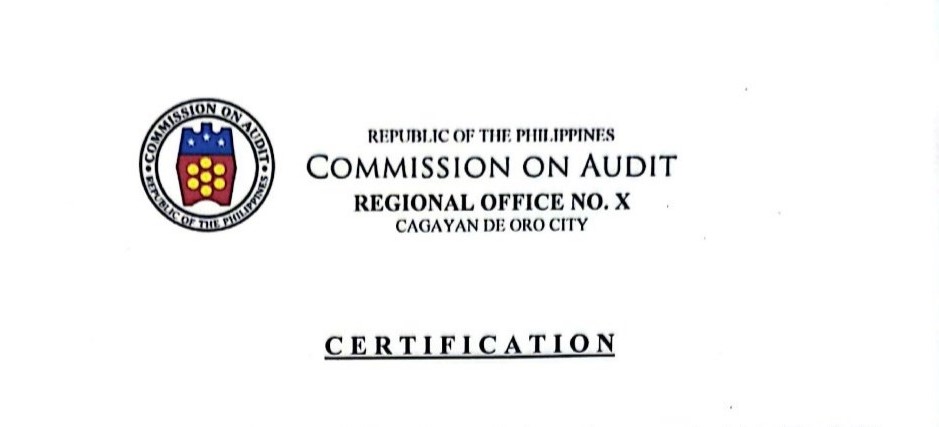 COMMISSION ON AUDIT
REPUBLIC OF THE PHILIPPINES
REPUBLIC OF THE PHILIPPINES
COMMISSION ON AUDIT
REGIONAL OFFICE NO. X
CAGAYAN DE ORO CITY
CERTIFICATION